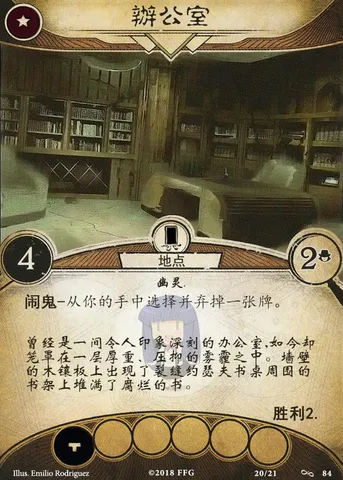 辦公室
4
地点
2
幽灵.
闹鬼-从你的手中选择并弃掉一张牌。
曾经是一间令人印象深刻的办公室,如今却
笼罩在一层厚重、压抑的雾霾之中。墙壁
的木镶板上出现了裂缝约瑟夫书桌周围的
书架上堆满了腐烂的书。
胜利2.
Illus. Emilio Rodriguez ©2018 FFG 20/21 84